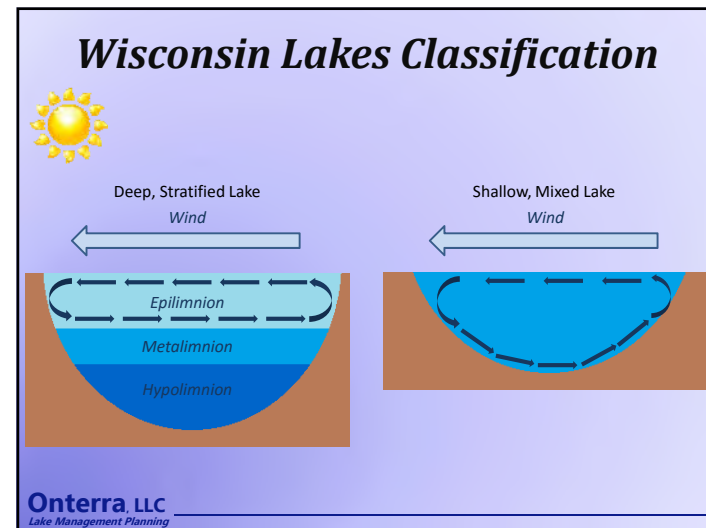 Wisconsin Lakes Classification
Deep, Stratified Lake
Wind
Epilimnion
Metalimnion
Hypolimnion
Shallow, Mixed Lake
Wind
Onterra, LLC
Lake Management Planning